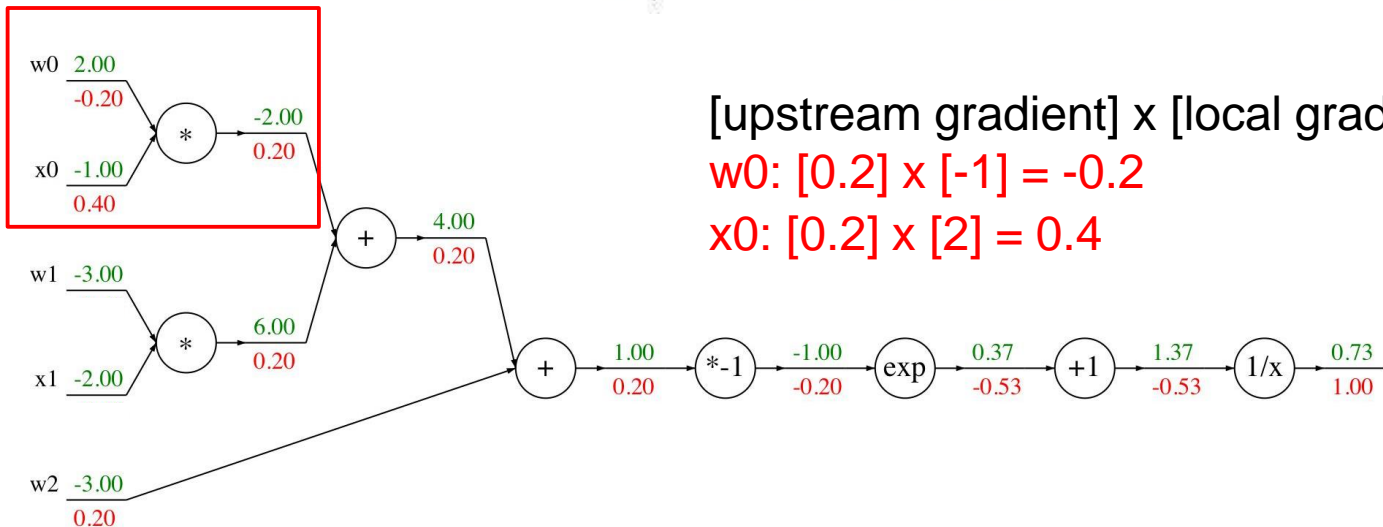 [upstream gradient] x [local grad
w0: [0.2] x [-1] = -0.2
x0: [0.2] x [2] = 0.4
w0 2.00
-0.20
* -2.00
0.20
x0 -1.00
0.40
+ 4.00
0.20
w1 -3.00
* 6.00
0.20
x1 -2.00
+ 1.00 *-1 -1.00 exp 0.37 +1 1.37 1/x 0.73
0.20 -0.20 -0.53 -0.53 1.00
w2 -3.00
0.20